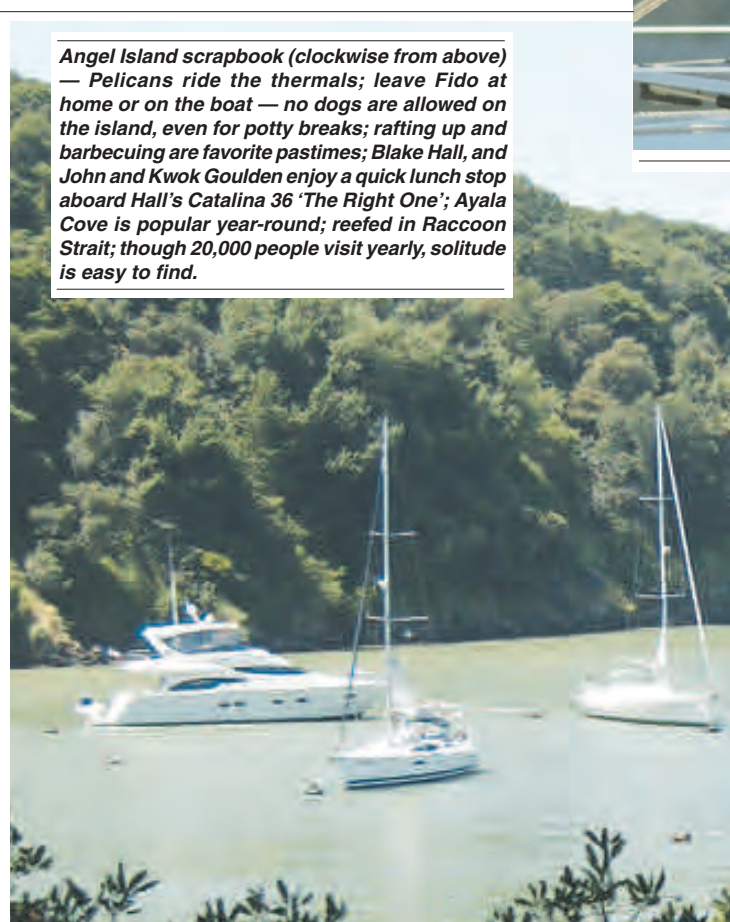 Angel Island scrapbook (clockwise from above)
— Pelicans ride the thermals; leave Fido at
home or on the boat — no dogs are allowed on
the island, even for potty breaks; rafting up and
barbecuing are favorite pastimes; Blake Hall, and
John and Kwok Goulden enjoy a quick lunch stop
aboard Hall's Catalina 36 'The Right One'; Ayala
Cove is popular year-round; reefed in Raccoon
Strait; though 20,000 people visit yearly, solitude
is easy to find.